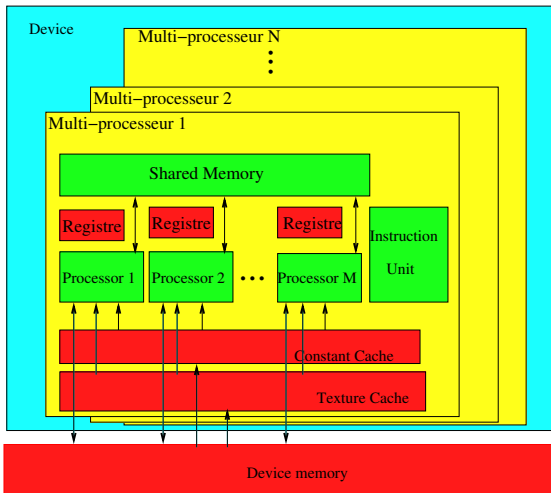 Device
Multi−processeur N
Multi−processeur 2
Multi−processeur 1
Shared Memory
Registre
Registre
Registre
Instruction
Unit
Processor 1
Processor 2
Processor M
Constant Cache
Texture Cache
Device memory